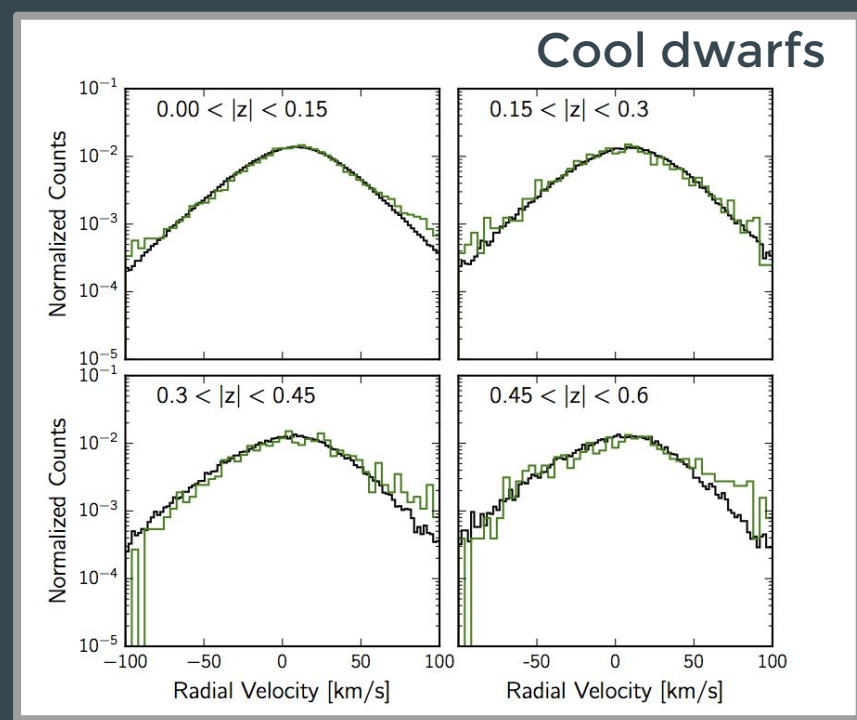 Cool dwarfs
10⁻¹
0.00 < |z| < 0.15
0.15 < |z| < 0.3
Normalized Counts
10⁻²
10⁻³
10⁻⁴
10⁻⁵
10⁻¹
0.3 < |z| < 0.45
0.45 < |z| < 0.6
Normalized Counts
10⁻²
10⁻³
10⁻⁴
10⁻⁵
−100 −50 0 50 100
-50 0 50 100
Radial Velocity [km/s]
Radial Velocity [km/s]